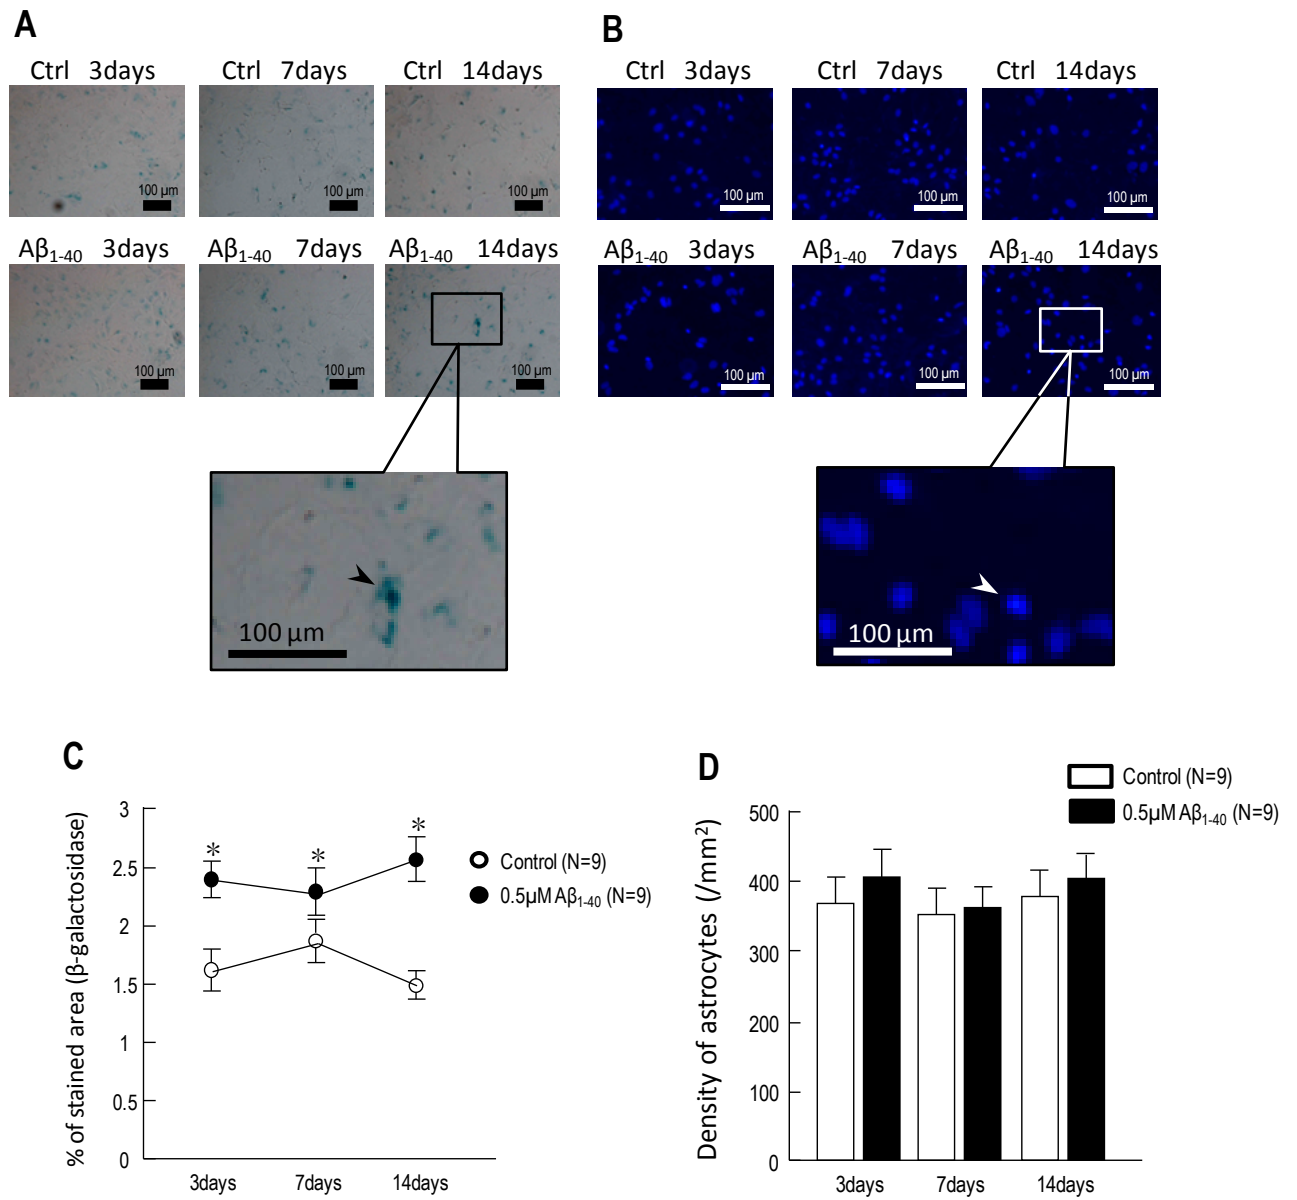 A
B
Ctrl 3days
Ctrl 7days
Ctrl 14days
Ctrl 3days
Ctrl 7days
Ctrl 14days
100 µm
100 µm
100 µm
100 µm
100 µm
100 µm
Aβ1-40 3days
Aβ1-40 7days
Aβ1-40 14days
Aβ1-40 3days
Aβ1-40 7days
Aβ1-40 14days
100 µm
100 µm
100 µm
100 µm
100 µm
100 µm
100 µm
100 µm
C
% of stained area (β-galactosidase)
3
2.5
2
1.5
1
0.5
0
*
*
*
3days
7days
14days
Control (N=9)
0.5µM Aβ1-40 (N=9)
D
Density of astrocytes (/mm²)
500
400
300
200
100
0
3days
7days
14days
Control (N=9)
0.5µM Aβ1-40 (N=9)